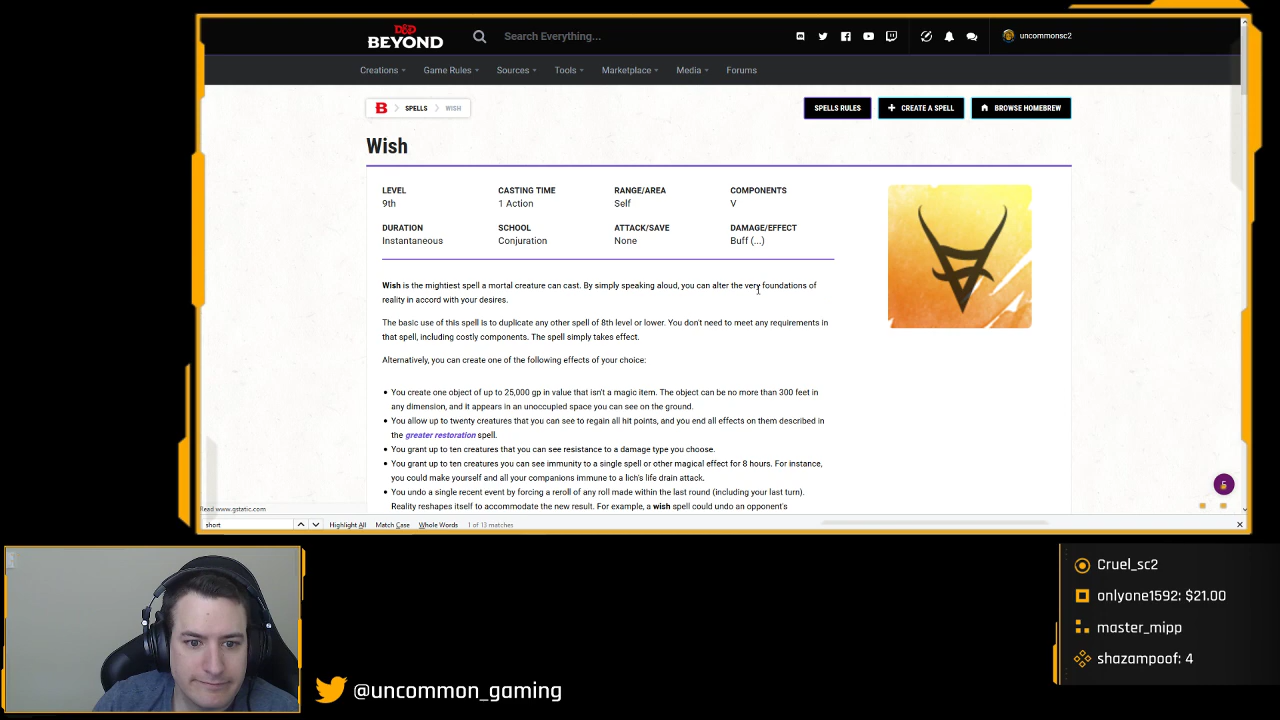 D&D
BEYOND
Search Everything...
uncommonsc2
Creations
Game Rules
Sources
Tools
Marketplace
Media
Forums
B
SPELLS
WISH
SPELLS RULES
CREATE A SPELL
BROWSE HOMEBREW
Wish
LEVEL
9th
CASTING TIME
1 Action
RANGE/AREA
Self
COMPONENTS
V
DURATION
Instantaneous
SCHOOL
Conjuration
ATTACK/SAVE
None
DAMAGE/EFFECT
Buff (...)
Wish is the mightiest spell a mortal creature can cast. By simply speaking aloud, you can alter the very foundations of
reality in accord with your desires.
The basic use of this spell is to duplicate any other spell of 8th level or lower. You don't need to meet any requirements in
that spell, including costly components. The spell simply takes effect.
Alternatively, you can create one of the following effects of your choice:
• You create one object of up to 25,000 gp in value that isn't a magic item. The object can be no more than 300 feet in
any dimension, and it appears in an unoccupied space you can see on the ground.
• You allow up to twenty creatures that you can see to regain all hit points, and you end all effects on them described in
the greater restoration spell.
• You grant up to ten creatures that you can see resistance to a damage type you choose.
• You grant up to ten creatures you can see immunity to a single spell or other magical effect for 8 hours. For instance,
you could make yourself and all your companions immune to a lich's life drain attack.
• You undo a single recent event by forcing a reroll of any roll made within the last round (including your last turn).
Reality reshapes itself to accommodate the new result. For example, a wish spell could undo an opponent's
Read www.gstatic.com
short
Highlight All
Match Case
Whole Words
1 of 13 matches
Cruel_sc2
onlyone1592: $21.00
master_mipp
shazampoof: 4
@uncommon_gaming